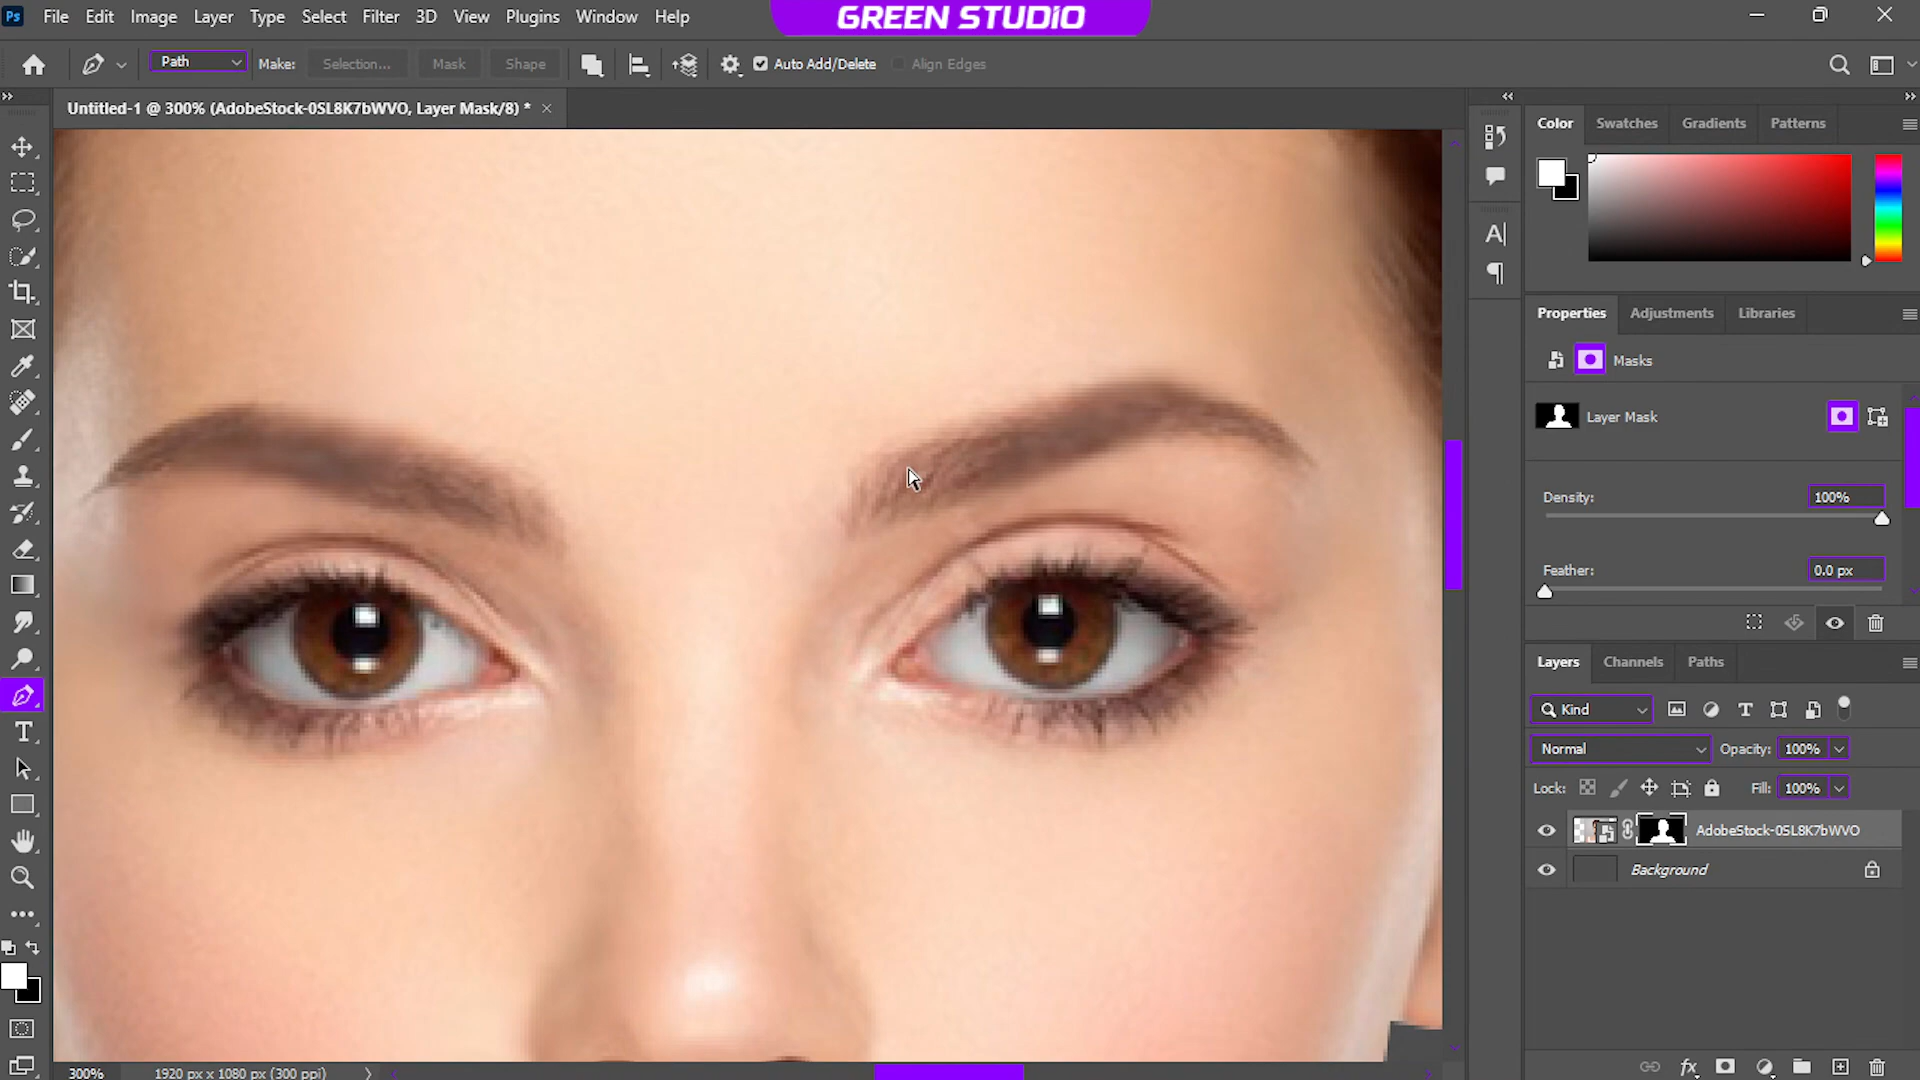 Ps File Edit Image Layer Type Select Filter 3D View Plugins Window Help
GREEN STUDIO
Path Make: Selection... Mask Shape Auto Add/Delete Align Edges
Untitled-1 @ 300% (AdobeStock-0SL8K7bWVO, Layer Mask/8) *
Color Swatches Gradients Patterns
Properties Adjustments Libraries
Masks
Layer Mask
Density: 100%
Feather: 0.0 px
Layers Channels Paths
Kind
Normal Opacity: 100%
Lock: Fill: 100%
AdobeStock-0SL8K7bWVO
Background
300% 1920 px x 1080 px (300 ppi)